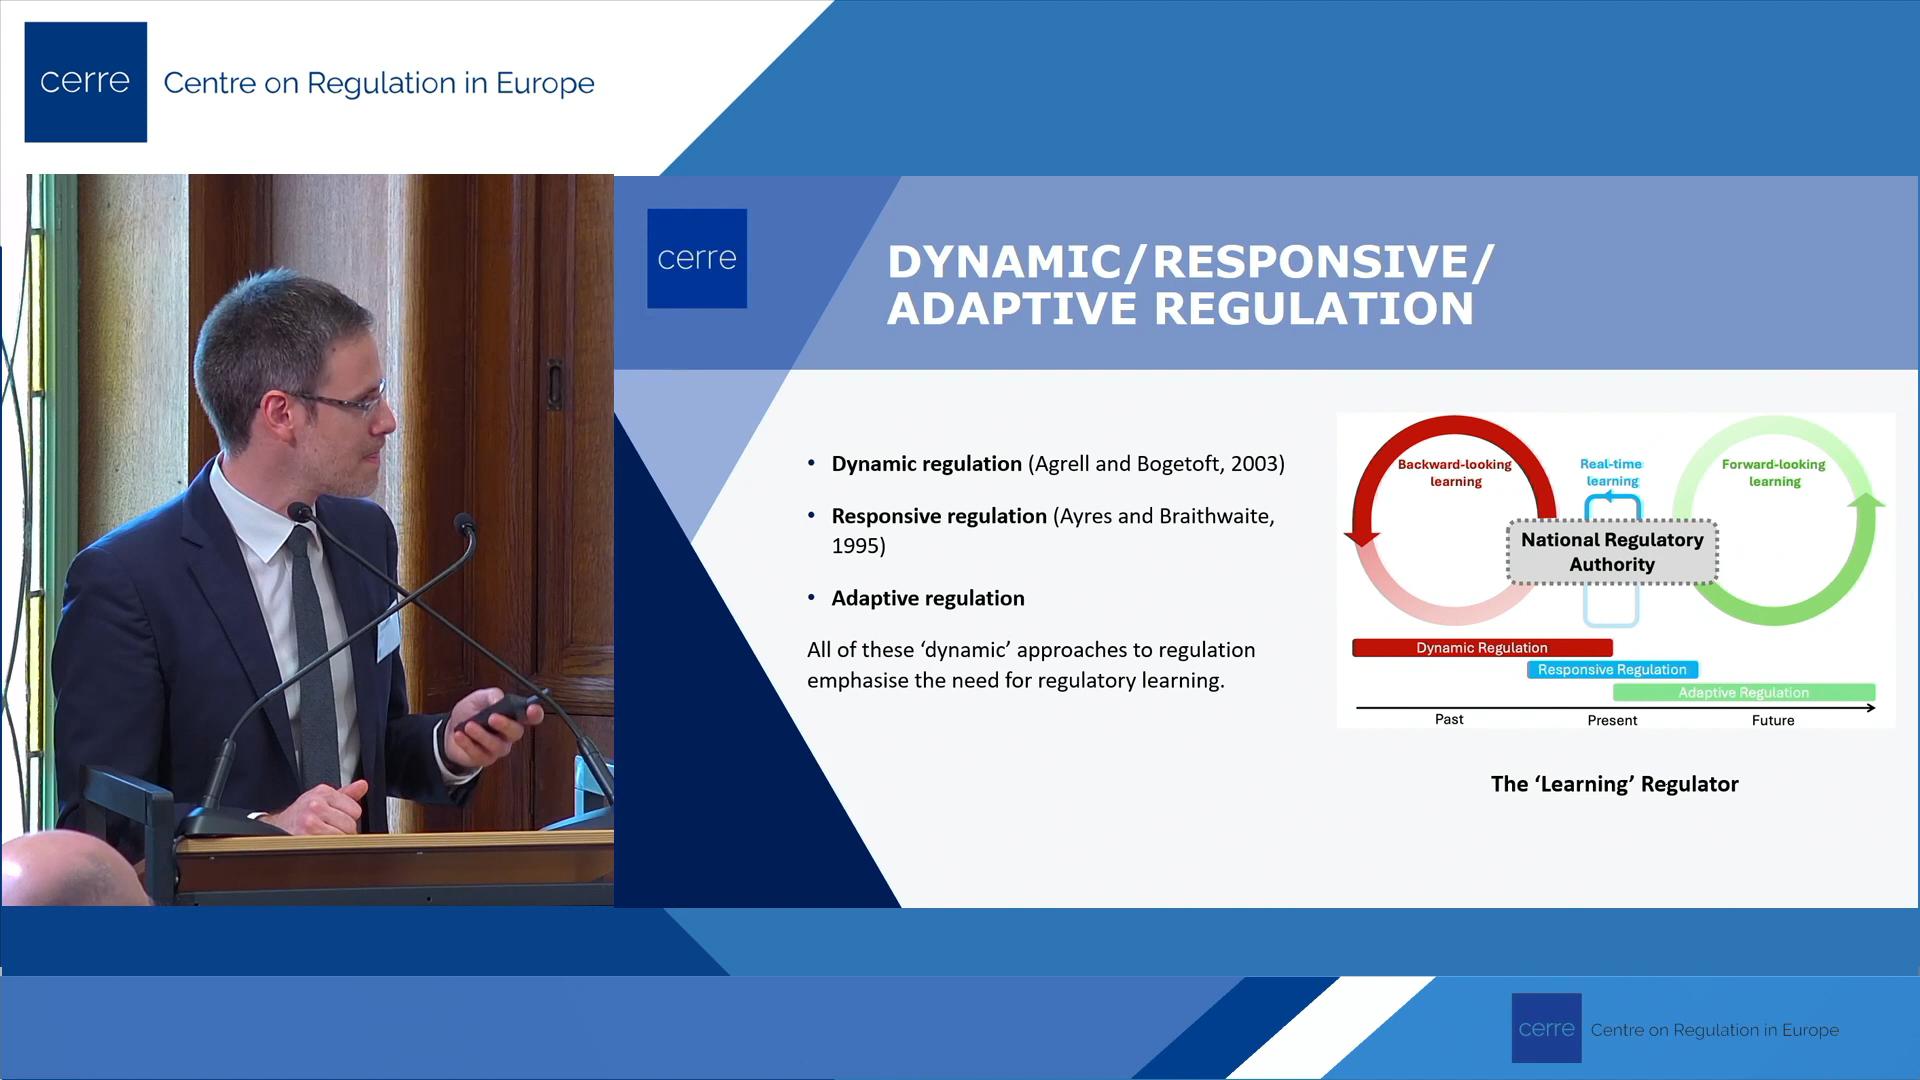 cerre
Centre on Regulation in Europe
cerre
DYNAMIC/RESPONSIVE/
ADAPTIVE REGULATION
• Dynamic regulation (Agrell and Bogetoft, 2003)
• Responsive regulation (Ayres and Braithwaite,
1995)
• Adaptive regulation
All of these ‘dynamic’ approaches to regulation
emphasise the need for regulatory learning.
Backward-looking
learning
Real-time
learning
Forward-looking
learning
National Regulatory
Authority
Dynamic Regulation
Responsive Regulation
Adaptive Regulation
Past
Present
Future
The ‘Learning’ Regulator
cerre
Centre on Regulation in Europe